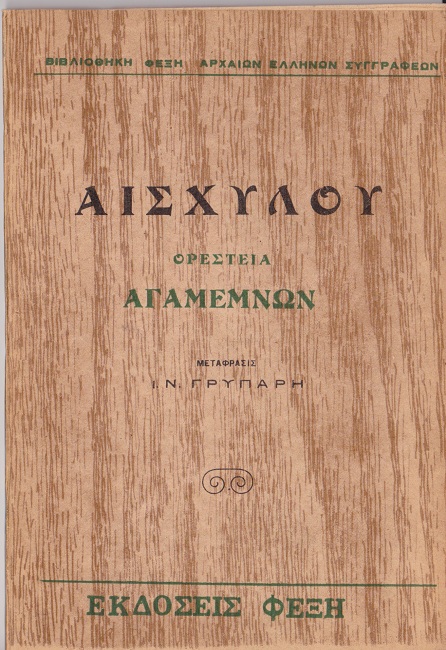 ΒΙΒΛΙΟΘΗΚΗ ΦΕΞΗ ΑΡΧΑΙΩΝ ΕΛΛΗΝΩΝ ΣΥΓΓΡΑΦΕΩΝ
ΑΙΣΧΥΛΟΥ
ΟΡΕΣΤΕΙΑ
ΑΓΑΜΕΜΝΩΝ
ΜΕΤΑΦΡΑΣΙΣ
Ι. Ν. ΓΡΥΠΑΡΗ
ΕΚΔΟΣΕΙΣ ΦΕΞΗ